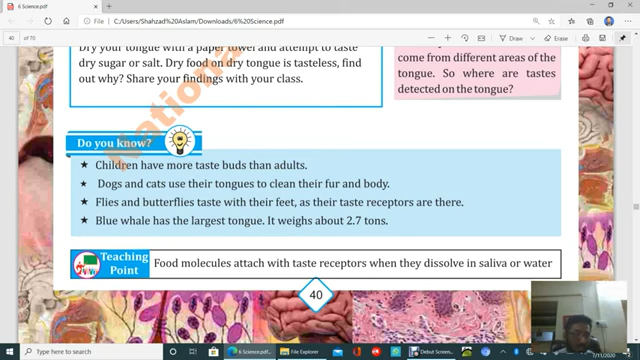 6 Science.pdf
File | C:/Users/Shahzad%20Aslam/Downloads/6%20Science.pdf
40 of 70
Draw
Erase
Dry your tongue with a paper towel and attempt to taste
dry sugar or salt. Dry food on dry tongue is tasteless, find
out why? Share your findings with your class.
come from different areas of the
tongue. So where are tastes
detected on the tongue?
National
Do you know?
★ Children have more taste buds than adults.
★ Dogs and cats use their tongues to clean their fur and body.
★ Flies and butterflies taste with their feet, as their taste receptors are there.
★ Blue whale has the largest tongue. It weighs about 2.7 tons.
Teaching Point
Food molecules attach with taste receptors when they dissolve in saliva or water
40
Type here to search
6 Science.pdf
File Explorer
Debut Screen
7/11/2020